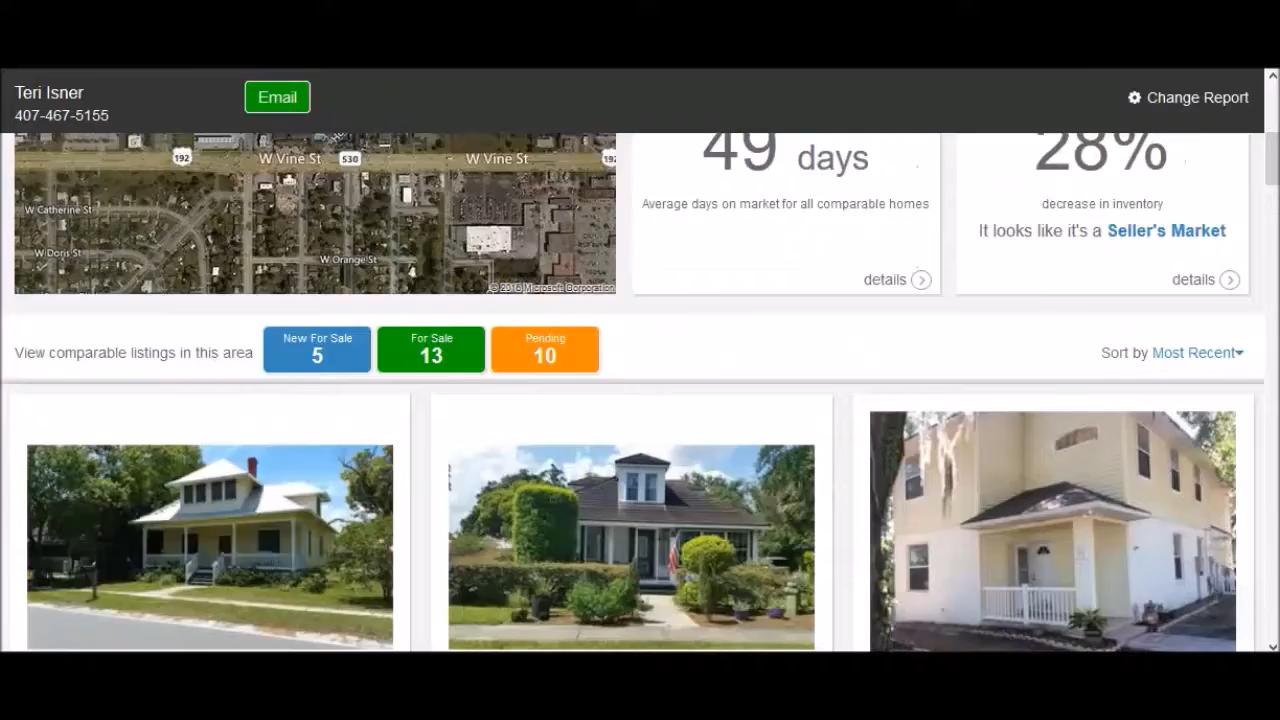 Teri Isner
407-467-5155
Email
Change Report
192
W Vine St
530
W Vine St
192
W Catherine St
W Doris St
W Orange St
© 2016 Microsoft Corporation
49 days
Average days on market for all comparable homes
details
28%
decrease in inventory
It looks like it's a Seller's Market
details
View comparable listings in this area
New For Sale
5
For Sale
13
Pending
10
Sort by Most Recent